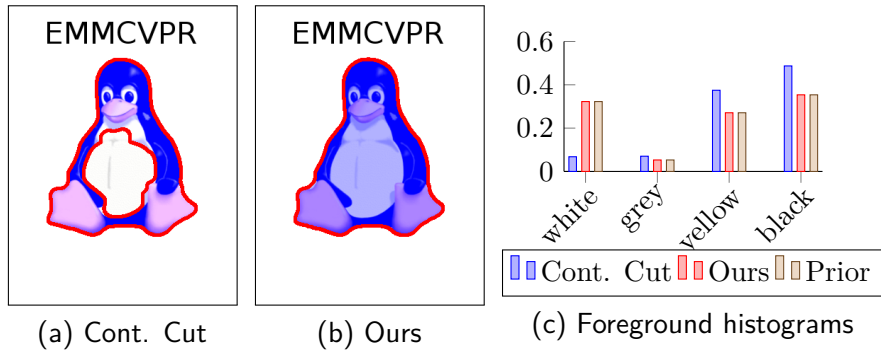 EMMCVPR
EMMCVPR
(a) Cont. Cut
(b) Ours
0.6
0.4
0.2
0
white
grey
yellow
black
Cont. Cut Ours Prior
(c) Foreground histograms